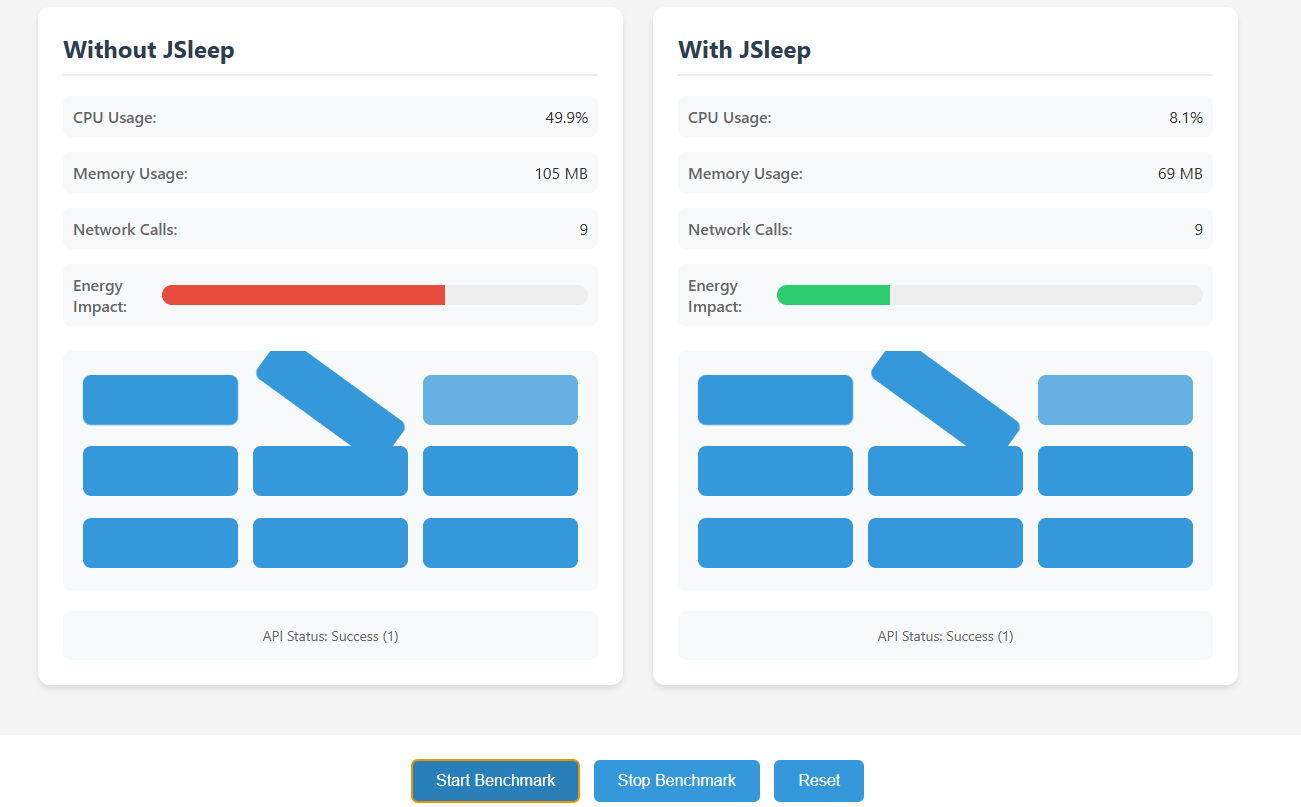 Without JSleep
CPU Usage: 49.9%
Memory Usage: 105 MB
Network Calls: 9
Energy
Impact:
API Status: Success (1)
With JSleep
CPU Usage: 8.1%
Memory Usage: 69 MB
Network Calls: 9
Energy
Impact:
API Status: Success (1)
Start Benchmark
Stop Benchmark
Reset